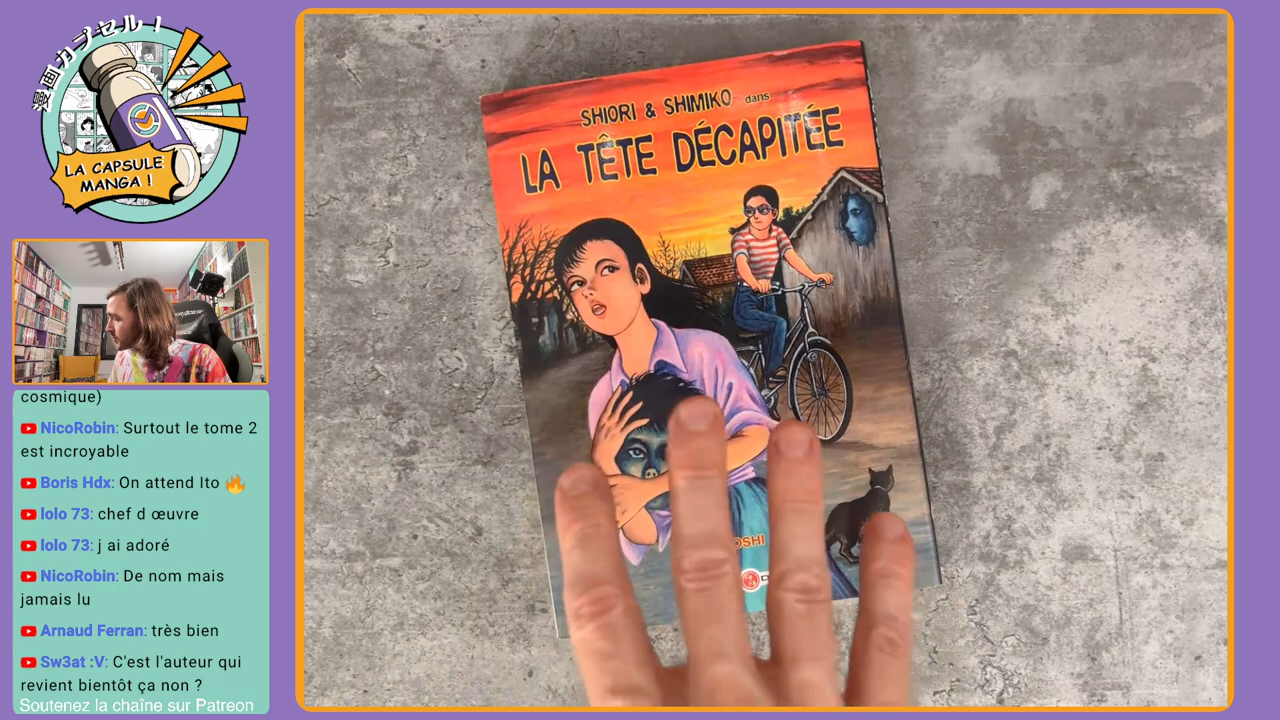 漫画カプセル！
LA CAPSULE
MANGA !
SHIORI & SHIMIKO dans
LA TÊTE DÉCAPITÉE
OSHI
D
cosmique)
NicoRobin: Surtout le tome 2
est incroyable
Boris Hdx: On attend Ito 🔥
lolo 73: chef d œuvre
lolo 73: j ai adoré
NicoRobin: De nom mais
jamais lu
Arnaud Ferran: très bien
Sw3at :V: C'est l'auteur qui
revient bientôt ça non ?
Soutenez la chaîne sur Patreon